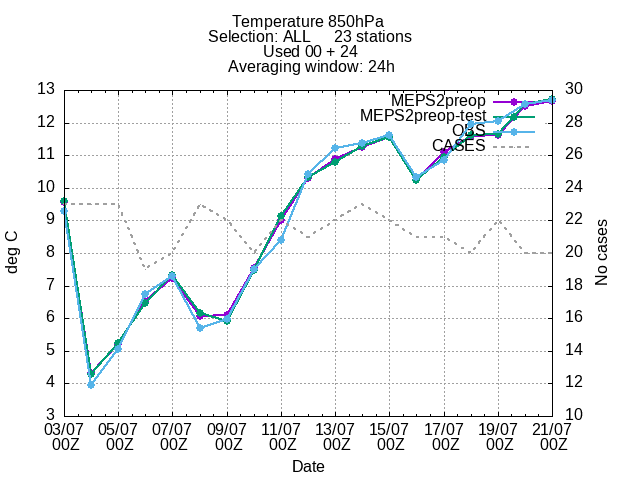 Temperature 850hPa
Selection: ALL 23 stations
Used 00 + 24
Averaging window: 24h
13 30
MEPS2preop
12 28
MEPS2preop-test
OBS
11 26
CASES
10 24
9 22
8 20
7 18
6 16
5 14
4 12
3 10
deg C
No cases
03/07 05/07 07/07 09/07 11/07 13/07 15/07 17/07 19/07 21/07
00Z 00Z 00Z 00Z 00Z 00Z 00Z 00Z 00Z 00Z
Date